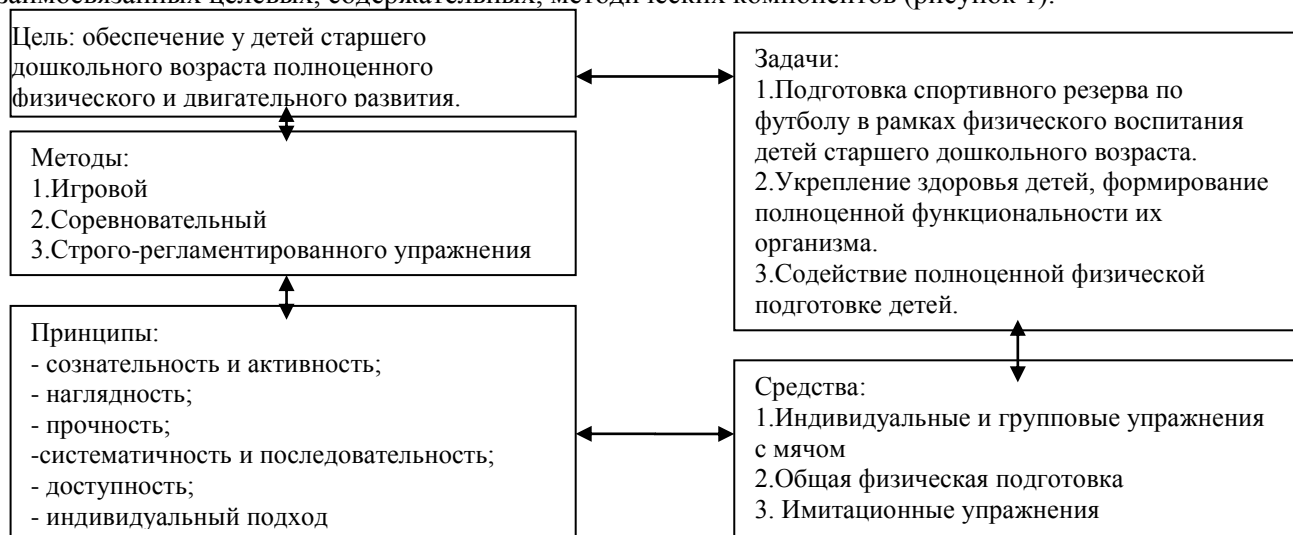 заимосвязанных целевых, содержательных, методических компонентов (рисунок 1).
Цель: обеспечение у детей старшего
дошкольного возраста полноценного
физического и двигательного развития.
Методы:
1.Игровой
2.Соревновательный
3.Строго-регламентированного упражнения
Принципы:
- сознательность и активность;
- наглядность;
- прочность;
-систематичность и последовательность;
- доступность;
- индивидуальный подход
Задачи:
1.Подготовка спортивного резерва по
футболу в рамках физического воспитания
детей старшего дошкольного возраста.
2.Укрепление здоровья детей, формирование
полноценной функциональности их
организма.
3.Содействие полноценной физической
подготовке детей.
Средства:
1.Индивидуальные и групповые упражнения
с мячом
2.Общая физическая подготовка
3. Имитационные упражнения